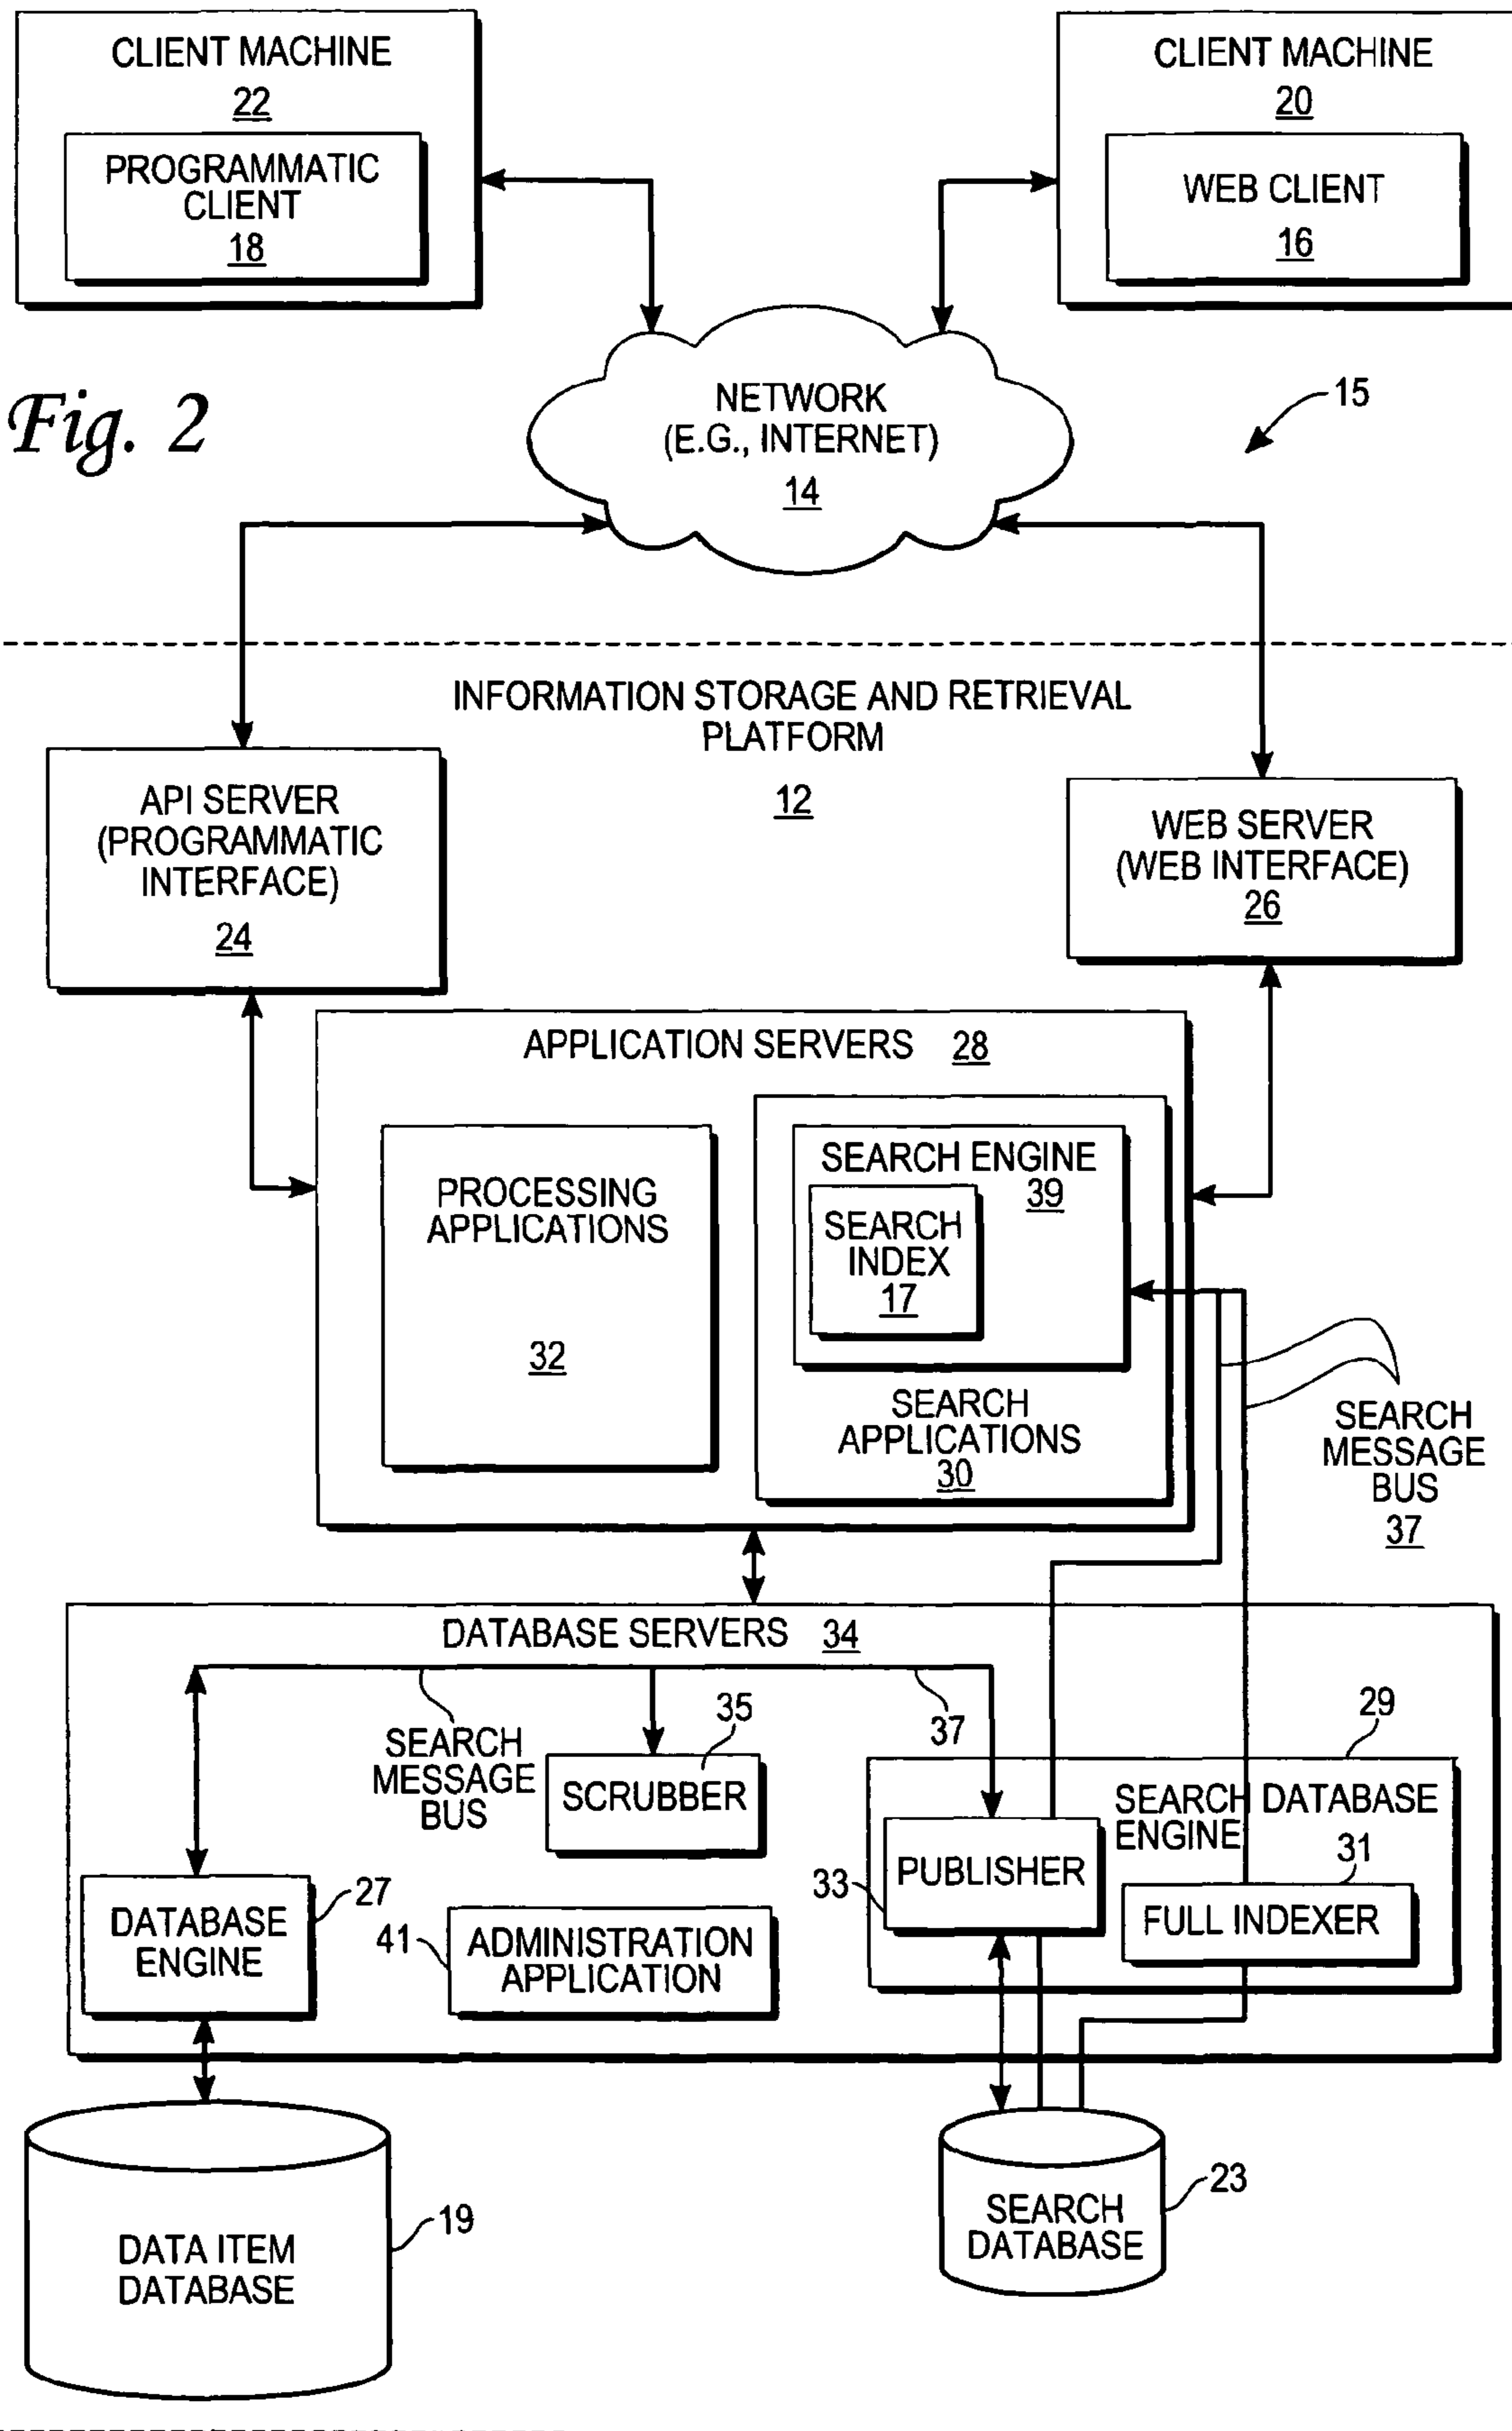 CLIENT MACHINE
22
PROGRAMMATIC
CLIENT
18
CLIENT MACHINE
20
WEB CLIENT
16
Fig. 2
NETWORK
(E.G., INTERNET)
14
15
INFORMATION STORAGE AND RETRIEVAL
PLATFORM
12
API SERVER
(PROGRAMMATIC
INTERFACE)
24
WEB SERVER
(WEB INTERFACE)
26
APPLICATION SERVERS 28
PROCESSING
APPLICATIONS
32
SEARCH ENGINE
39
SEARCH
INDEX
17
SEARCH
APPLICATIONS
30
SEARCH
MESSAGE
BUS
37
DATABASE SERVERS 34
SEARCH
MESSAGE
BUS
35
SCRUBBER
37
29
SEARCH DATABASE
ENGINE
PUBLISHER
33
31
FULL INDEXER
DATABASE
ENGINE
27
41
ADMINISTRATION
APPLICATION
DATA ITEM
DATABASE
19
SEARCH
DATABASE
23